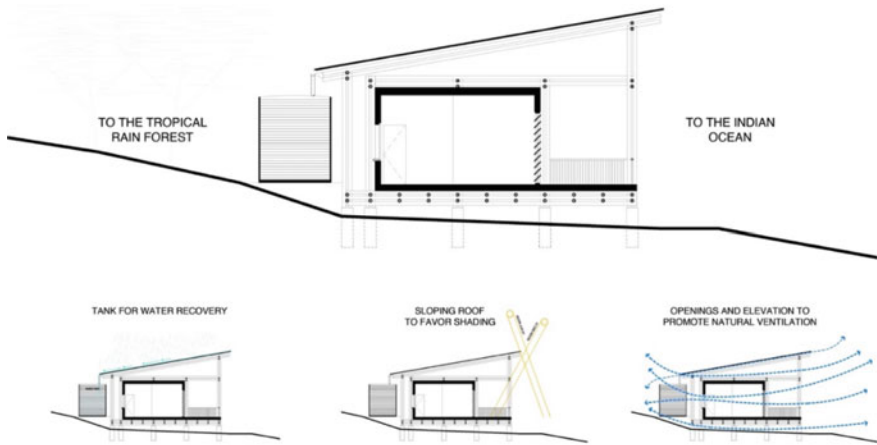 TO THE TROPICAL
RAIN FOREST
TO THE INDIAN
OCEAN
TANK FOR WATER RECOVERY
SLOPING ROOF
TO FAVOR SHADING
OPENINGS AND ELEVATION TO
PROMOTE NATURAL VENTILATION